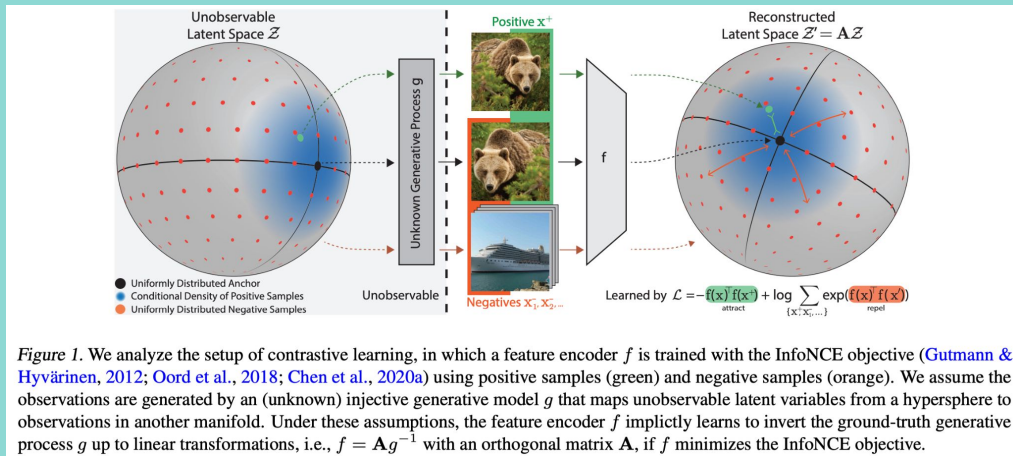 Unobservable
Latent Space 𝒵
Positive x⁺
Reconstructed
Latent Space 𝒵′ = A𝒵
Unknown Generative Process g
f
Uniformly Distributed Anchor
Conditional Density of Positive Samples
Uniformly Distributed Negative Samples
Unobservable
Negatives x₁⁻, x₂⁻,...
Learned by ℒ = −f(x)ᵀf(x⁺) + log ∑ exp(f(x)ᵀf(x′))
{x⁺,x₁⁻,...}
attract
repel
Figure 1. We analyze the setup of contrastive learning, in which a feature encoder f is trained with the InfoNCE objective (Gutmann &
Hyvärinen, 2012; Oord et al., 2018; Chen et al., 2020a) using positive samples (green) and negative samples (orange). We assume the
observations are generated by an (unknown) injective generative model g that maps unobservable latent variables from a hypersphere to
observations in another manifold. Under these assumptions, the feature encoder f implicitly learns to invert the ground-truth generative
process g up to linear transformations, i.e., f = Ag⁻¹ with an orthogonal matrix A, if f minimizes the InfoNCE objective.